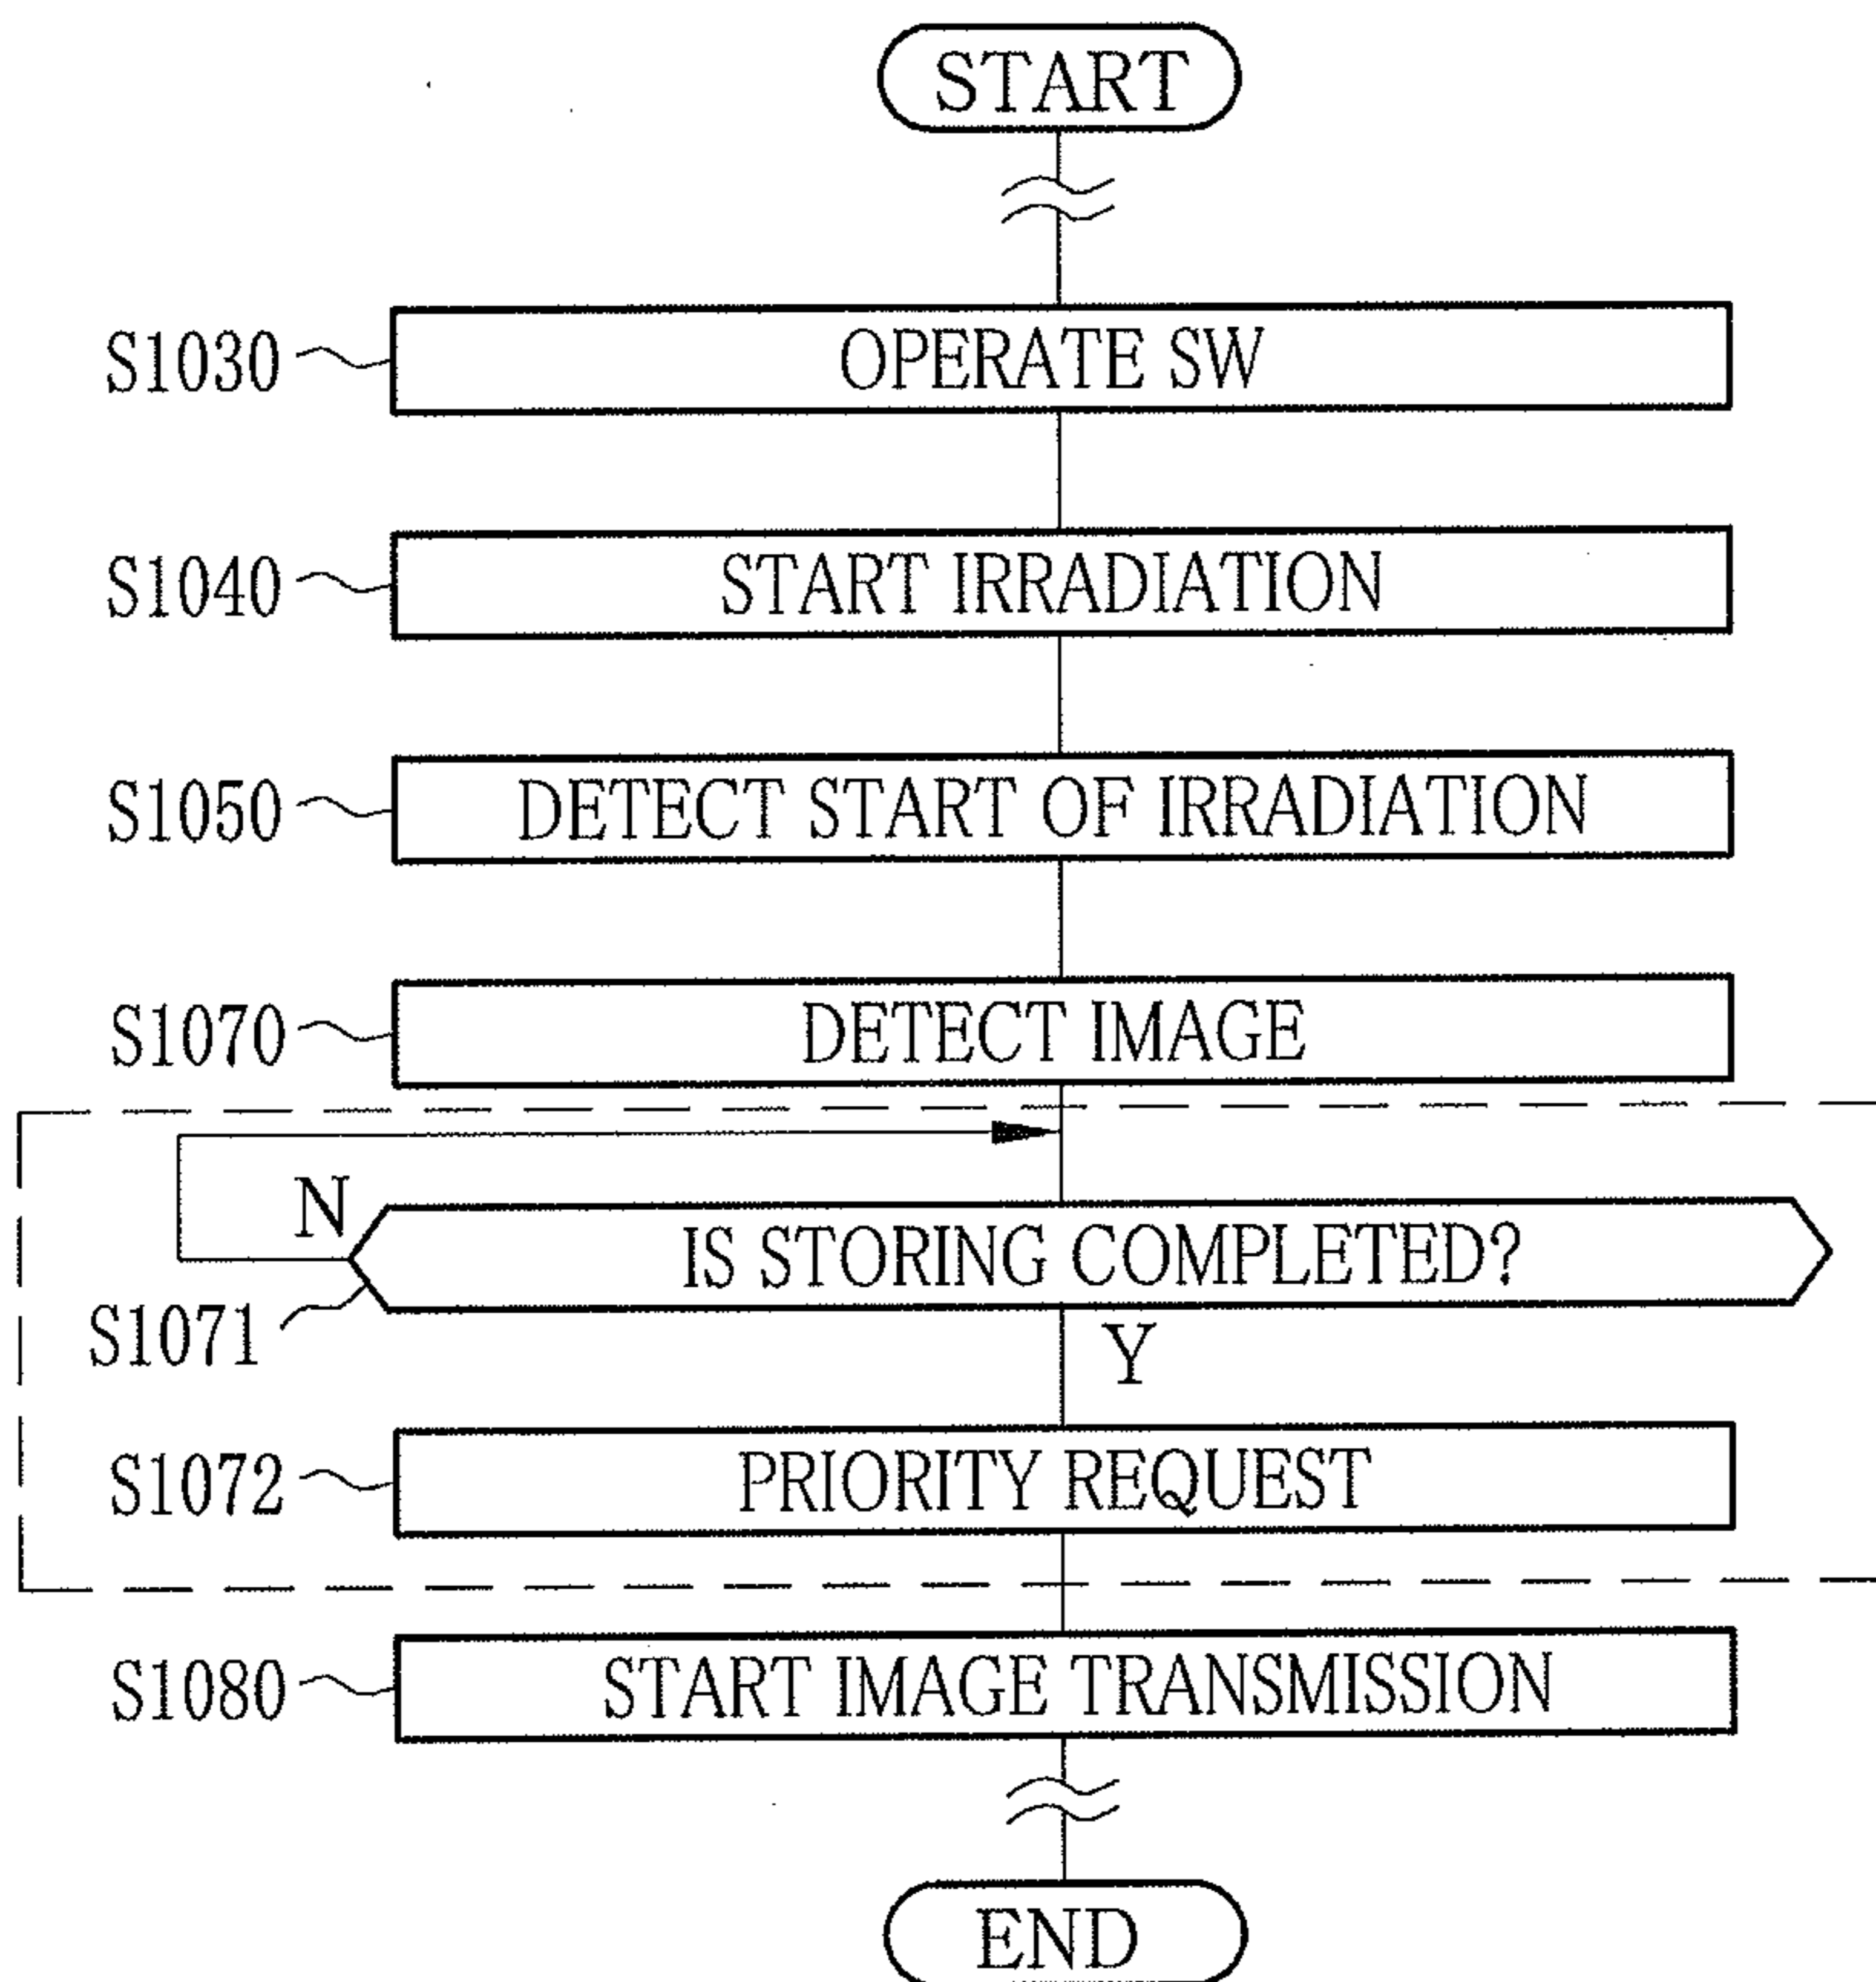 START
S1030 OPERATE SW
S1040 START IRRADIATION
S1050 DETECT START OF IRRADIATION
S1070 DETECT IMAGE
N
IS STORING COMPLETED?
S1071
Y
S1072 PRIORITY REQUEST
S1080 START IMAGE TRANSMISSION
END